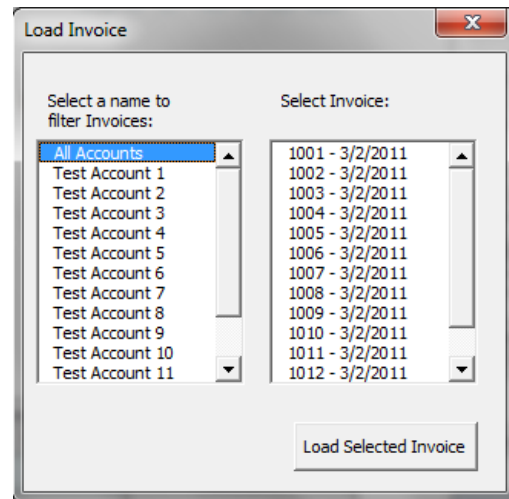 Load Invoice
Select a name to
filter Invoices:
All Accounts
Test Account 1
Test Account 2
Test Account 3
Test Account 4
Test Account 5
Test Account 6
Test Account 7
Test Account 8
Test Account 9
Test Account 10
Test Account 11
Select Invoice:
1001 - 3/2/2011
1002 - 3/2/2011
1003 - 3/2/2011
1004 - 3/2/2011
1005 - 3/2/2011
1006 - 3/2/2011
1007 - 3/2/2011
1008 - 3/2/2011
1009 - 3/2/2011
1010 - 3/2/2011
1011 - 3/2/2011
1012 - 3/2/2011
Load Selected Invoice